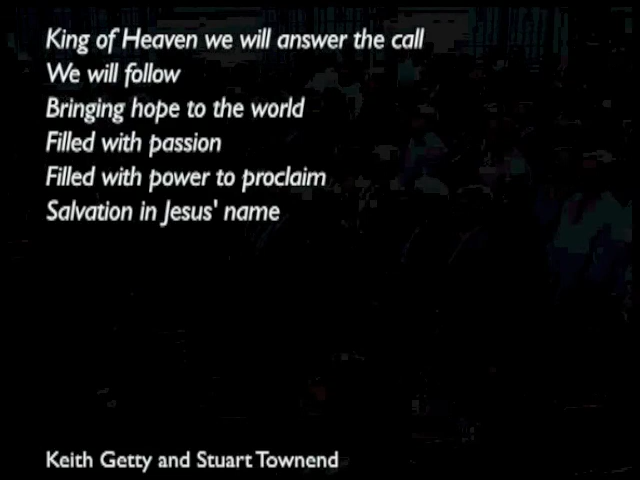 King of Heaven we will answer the call
We will follow
Bringing hope to the world
Filled with passion
Filled with power to proclaim
Salvation in Jesus' name
Keith Getty and Stuart Townend